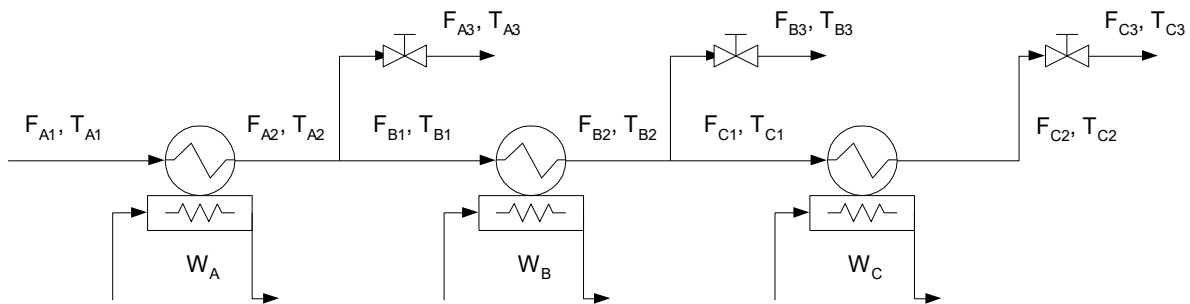 F_A3, T_A3
F_B3, T_B3
F_C3, T_C3
F_A1, T_A1
F_A2, T_A2
F_B1, T_B1
F_B2, T_B2
F_C1, T_C1
F_C2, T_C2
W_A
W_B
W_C